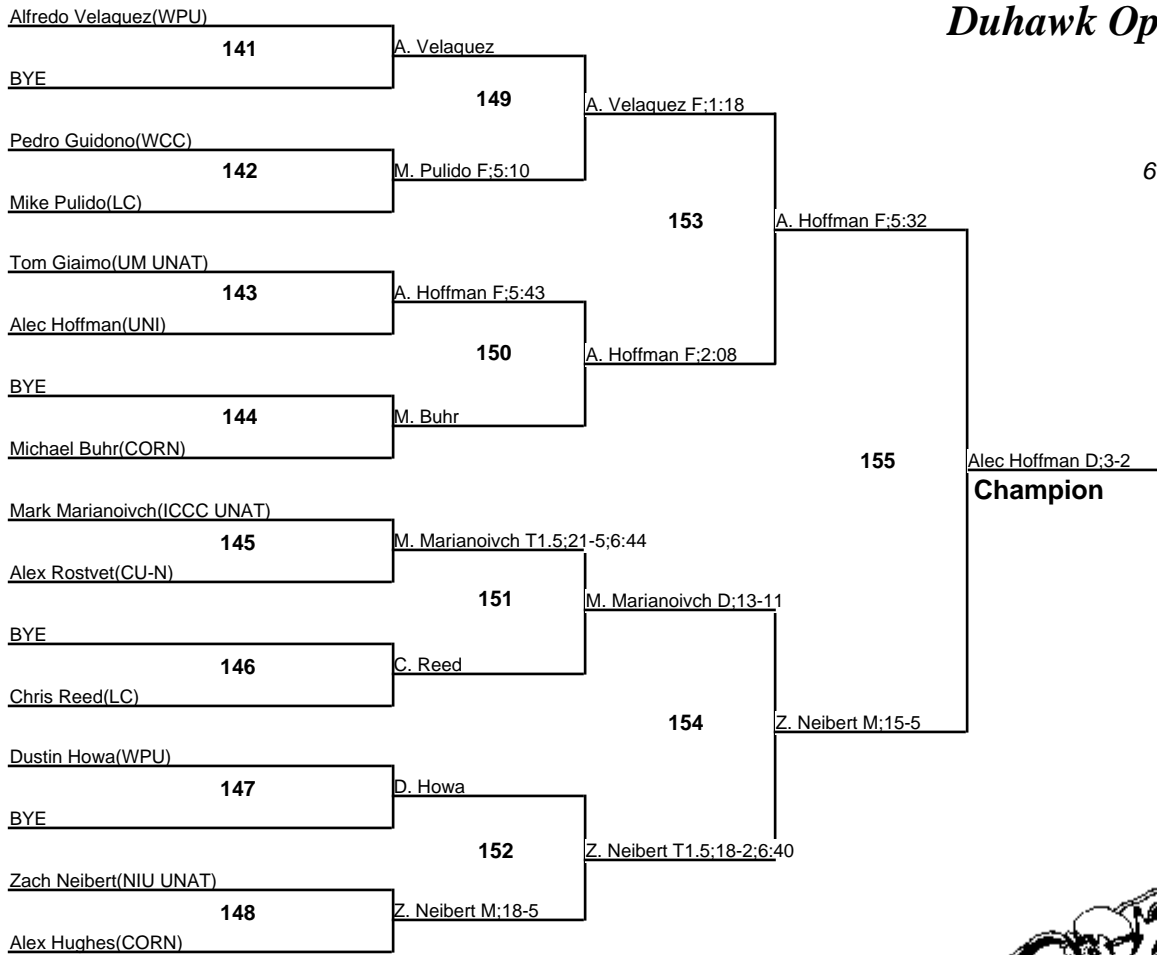 Duhawk Op
6
Alfredo Velaquez(WPU)
141
BYE
A. Velaquez
149
Pedro Guidono(WCC)
142
Mike Pulido(LC)
M. Pulido F;5:10
A. Velaquez F;1:18
153
Tom Giaimo(UM UNAT)
143
Alec Hoffman(UNI)
A. Hoffman F;5:43
150
BYE
144
Michael Buhr(CORN)
M. Buhr
A. Hoffman F;2:08
A. Hoffman F;5:32
155
Alec Hoffman D;3-2
Champion
Mark Marianoivch(ICCC UNAT)
145
Alex Rostvet(CU-N)
M. Marianoivch T1.5;21-5;6:44
151
BYE
146
Chris Reed(LC)
C. Reed
M. Marianoivch D;13-11
154
Dustin Howa(WPU)
147
BYE
D. Howa
152
Zach Neibert(NIU UNAT)
148
Alex Hughes(CORN)
Z. Neibert M;18-5
Z. Neibert T1.5;18-2;6:40
Z. Neibert M;15-5